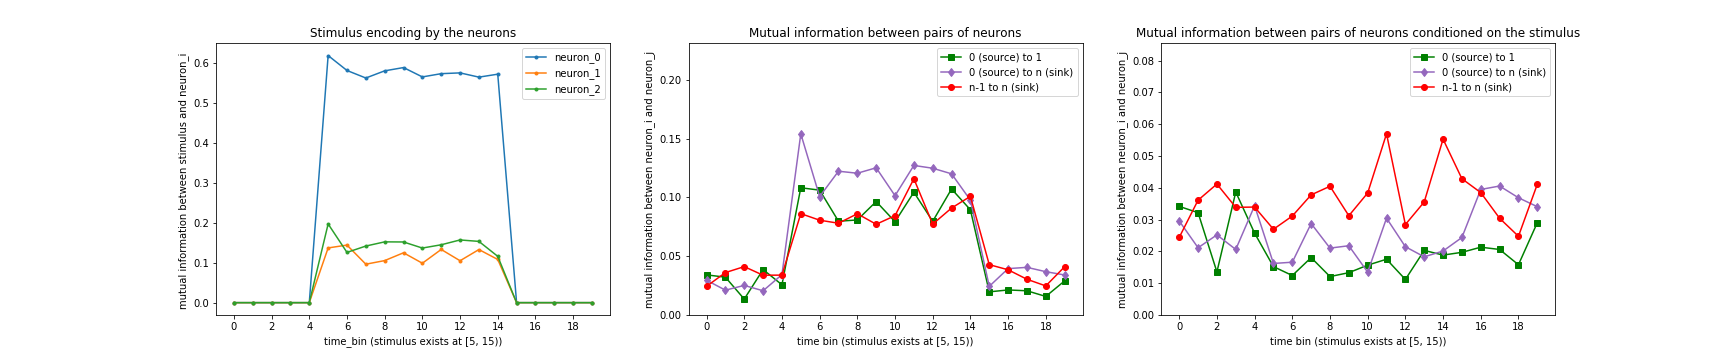 Stimulus encoding by the neurons
mutual information between stimulus and neuron_i
0.6
0.5
0.4
0.3
0.2
0.1
0.0
neuron_0
neuron_1
neuron_2
0 2 4 6 8 10 12 14 16 18
time_bin (stimulus exists at [5, 15))
Mutual information between pairs of neurons
mutual information between neuron_i and neuron_j
0.20
0.15
0.10
0.05
0.00
0 (source) to 1
0 (source) to n (sink)
n-1 to n (sink)
0 2 4 6 8 10 12 14 16 18
time bin (stimulus exists at [5, 15))
Mutual information between pairs of neurons conditioned on the stimulus
mutual information between neuron_i and neuron_j
0.08
0.07
0.06
0.05
0.04
0.03
0.02
0.01
0.00
0 (source) to 1
0 (source) to n (sink)
n-1 to n (sink)
0 2 4 6 8 10 12 14 16 18
time bin (stimulus exists at [5, 15))